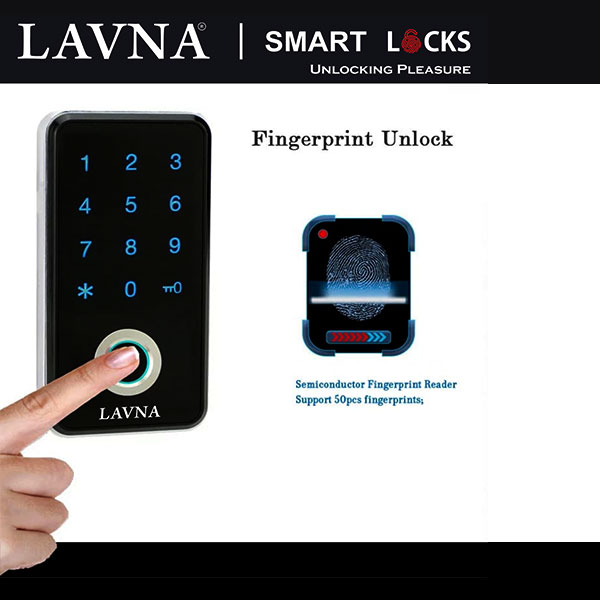 LAVNA® | SMART LOCKS
UNLOCKING PLEASURE
Fingerprint Unlock
1 2 3
4 5 6
7 8 9
* 0
LAVNA
Semiconductor Fingerprint Reader
Support 50pcs fingerprints;